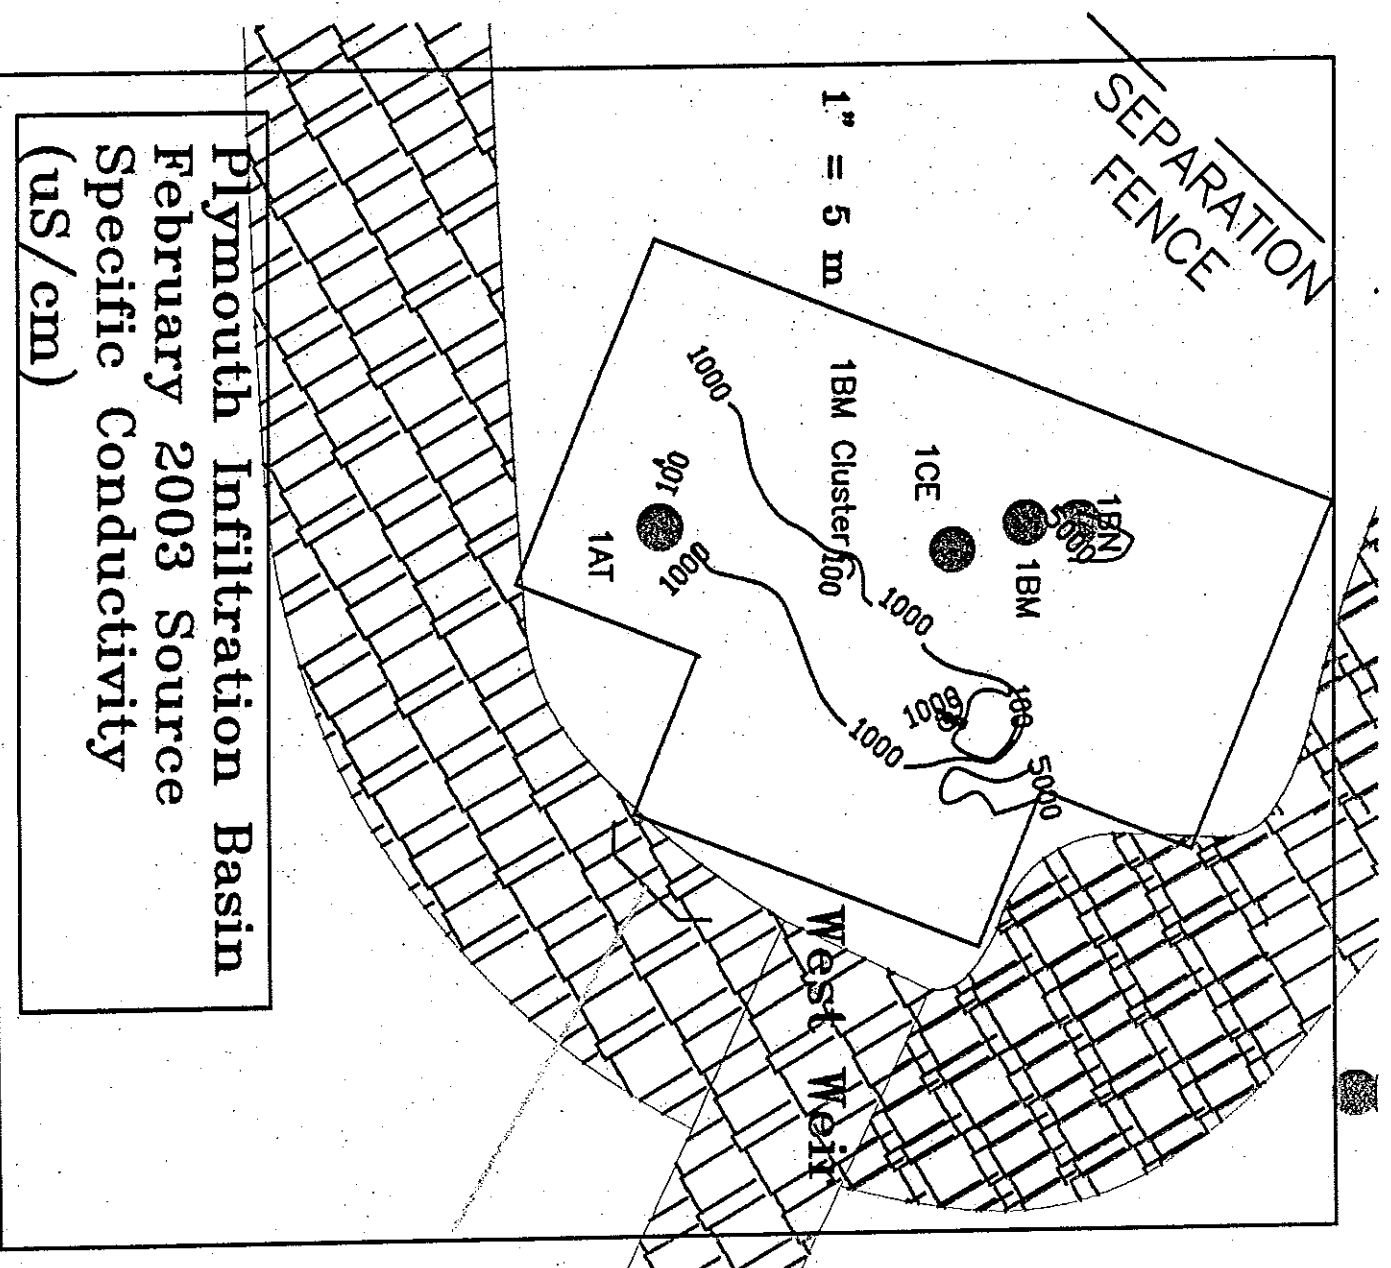 SEPARATION
FENCE
1" = 5 m
1BN
1000
1BM
1CE
1BM Cluster
100
1000
1000
100
1AT
1000
100
1000
5000
1000
West Weir
Plymouth Infiltration Basin
February 2003 Source
Specific Conductivity
(uS/cm)